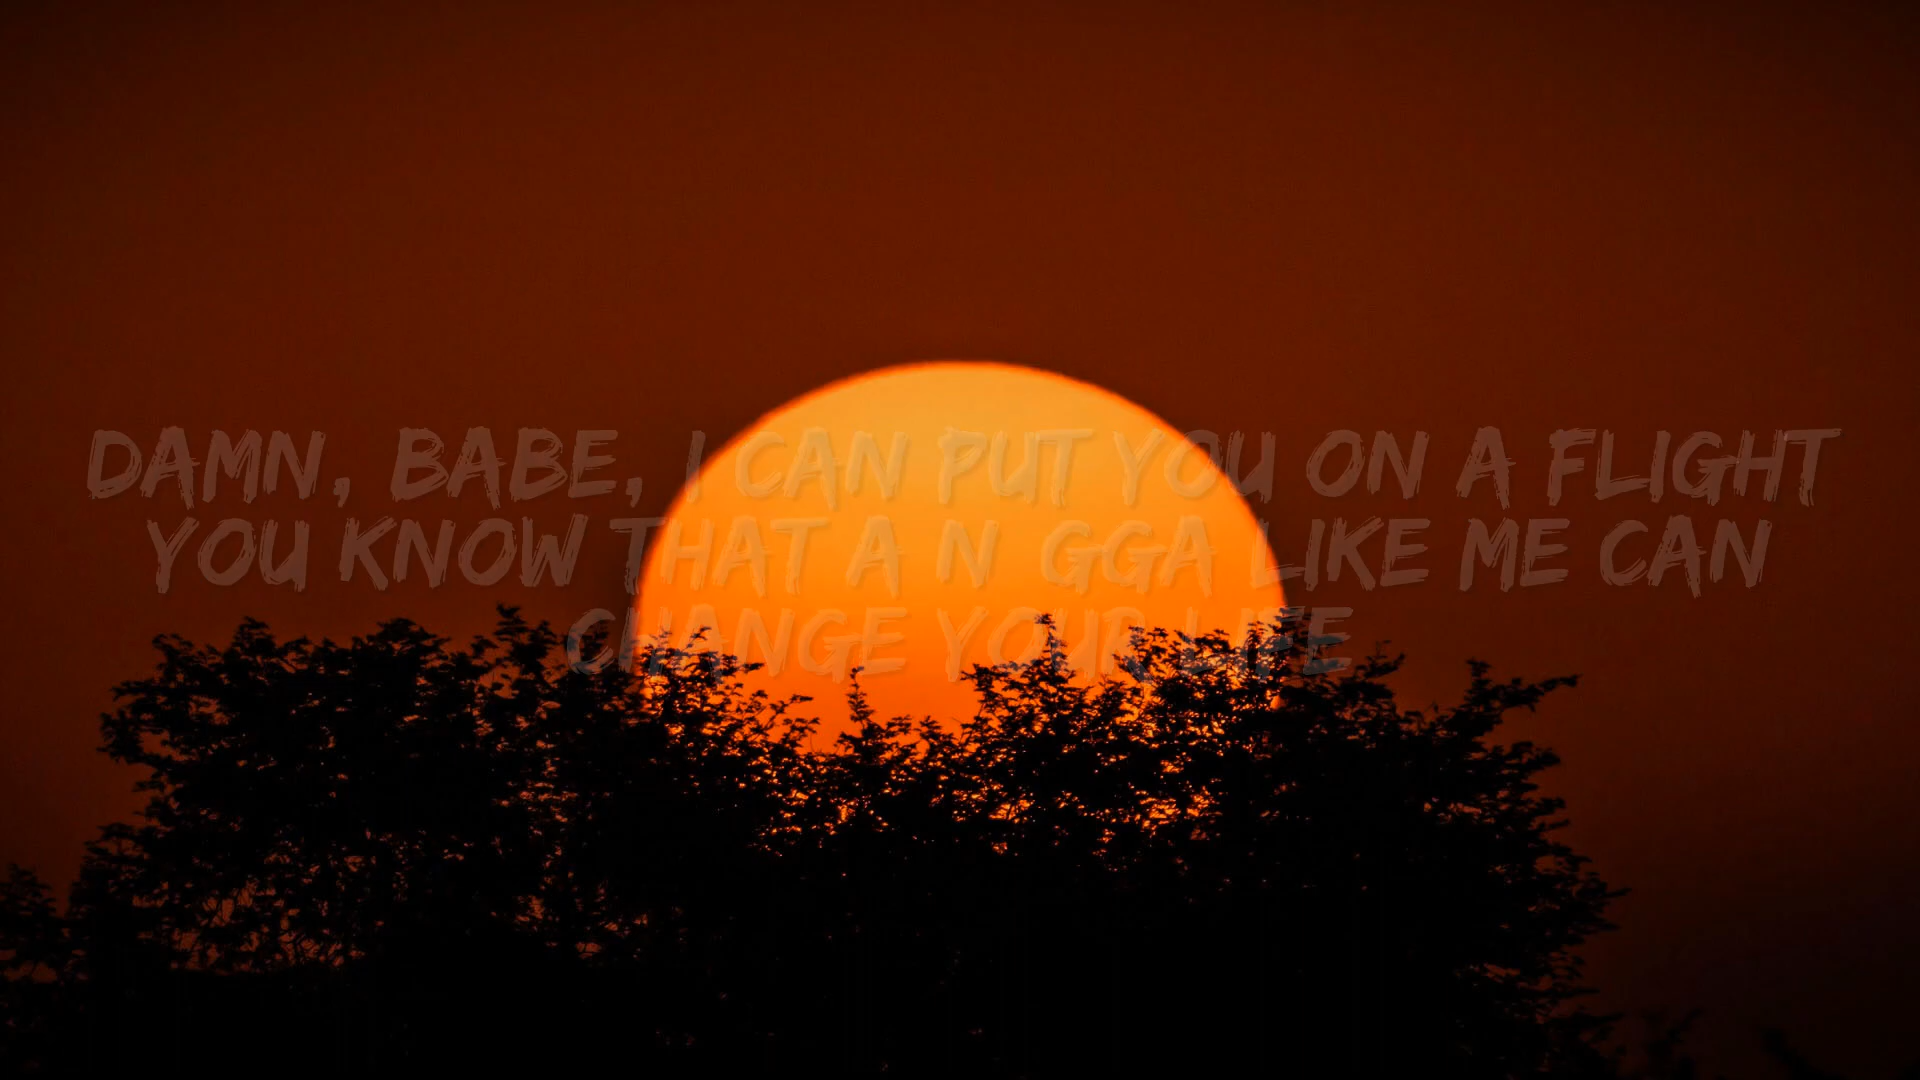 DAMN, BABE, I CAN PUT YOU ON A FLIGHT
YOU KNOW THAT A N GGA LIKE ME CAN
CHANGE YOUR LIFE